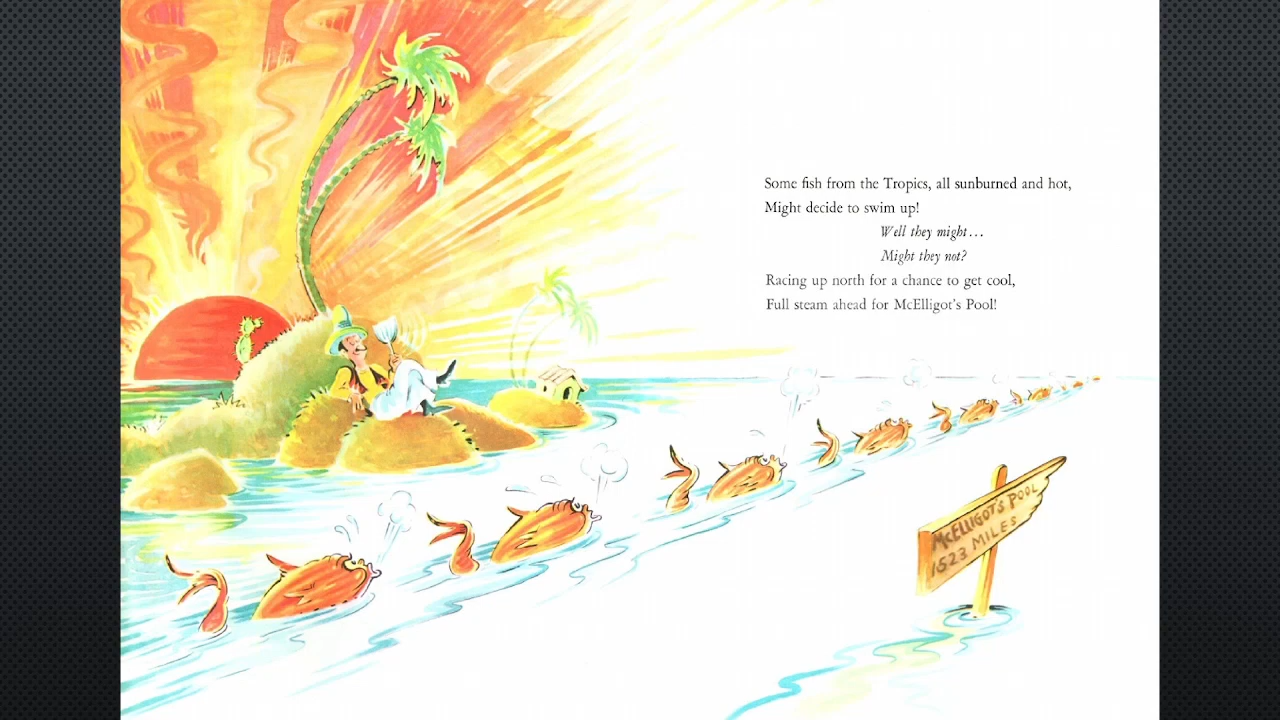 Some fish from the Tropics, all sunburned and hot,
Might decide to swim up!
Well they might...
Might they not?
Racing up north for a chance to get cool,
Full steam ahead for McElligot's Pool!
McELLIGOT'S POOL
1523 MILES